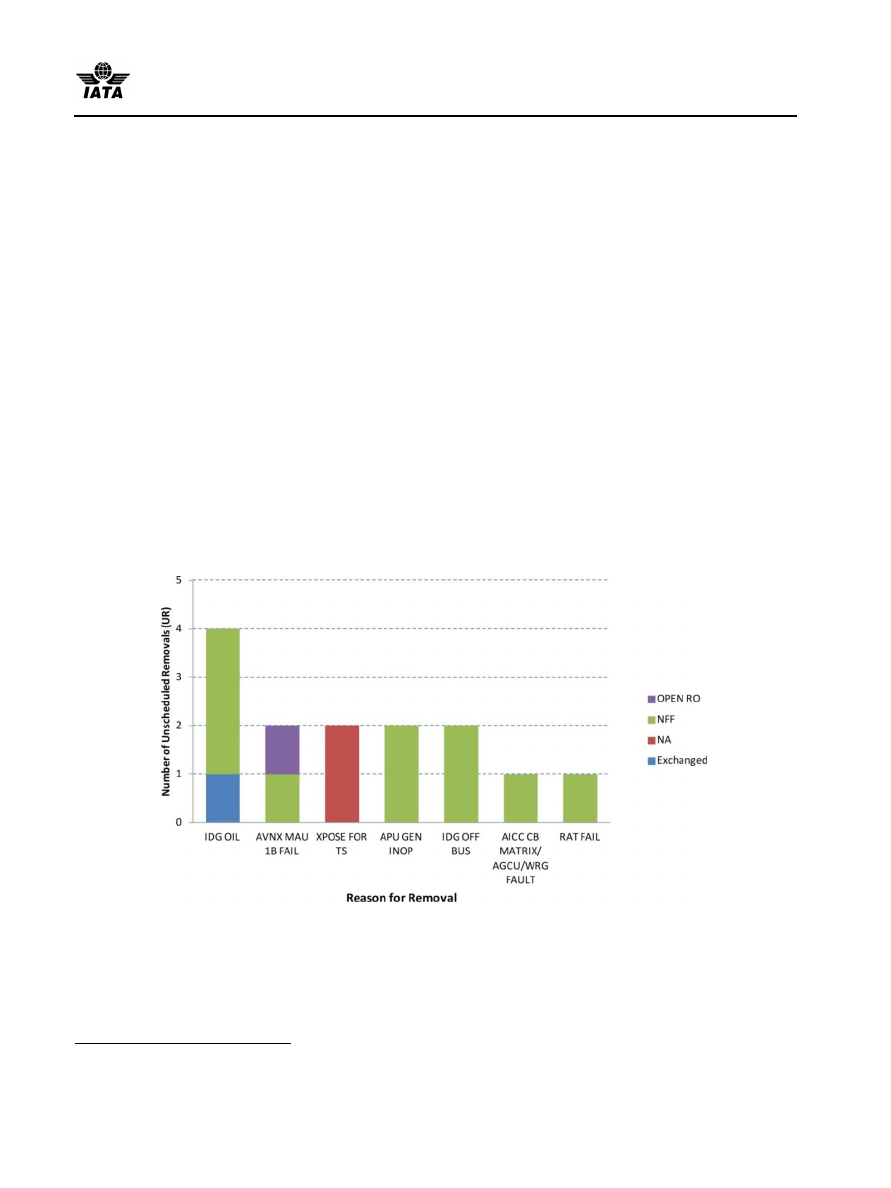 IATA
5
4
3
2
1
0
Number of Unscheduled Removals (UR)
IDG OIL
AVNX MAU
1B FAIL
XPOSE FOR
TS
APU GEN
INOP
IDG OFF
BUS
AICC CB
MATRIX/
AGCU/WRG
FAULT
RAT FAIL
Reason for Removal
OPEN RO
NFF
NA
Exchanged